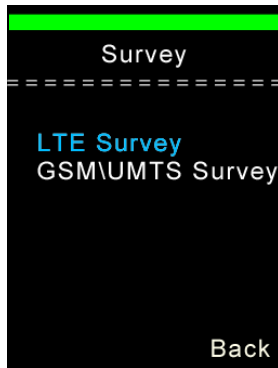 Survey
================
LTE Survey
GSM\UMTS Survey
Back